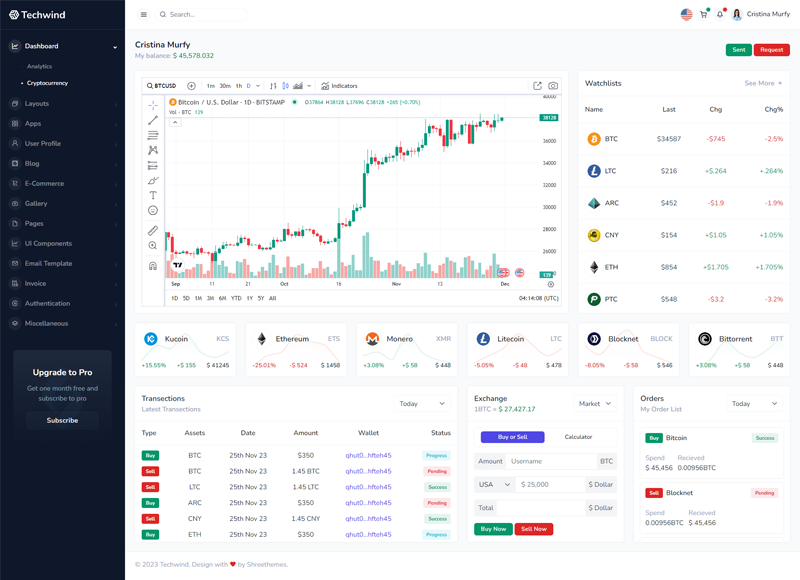 Techwind
Search...
Cristina Murfy
Dashboard
Analytics
Cryptocurrency
Layouts
Apps
User Profile
Blog
E-Commerce
Gallery
Pages
UI Components
Email Template
Invoice
Authentication
Miscellaneous
Upgrade to Pro
Get one month free and
subscribe to pro
Subscribe
Cristina Murfy
My balance: $ 45,578.032
Sent Request
BTCUSD 1m 30m 1h D Indicators
Bitcoin / U.S. Dollar · 1D · BITSTAMP O37864 H38128 L37696 C38128 +265 (+0.70%)
Vol · BTC 139
40000
38128
36000
34000
32000
30000
28000
26000
139
Sep 11 21 Oct 16 Nov 13 Dec
1D 5D 1M 3M 6M YTD 1Y 5Y All 04:14:08 (UTC)
Watchlists See More
Name Last Chg Chg%
BTC $34587 -$745 -2.5%
LTC $216 +$.264 +.264%
ARC $452 -$1.9 -1.9%
CNY $154 +$1.05 +1.05%
ETH $854 +$1.705 +1.705%
PTC $548 -$3.2 -3.2%
Kucoin KCS
+15.55% +$ 155 $ 41245
Ethereum ETS
-25.01% -$ 524 $ 1458
Monero XMR
+3.08% +$ 58 $ 448
Litecoin LTC
-5.05% -$ 48 $ 478
Blocknet BLOCK
-8.05% -$ 58 $ 546
Bittorrent BTT
+3.08% +$ 58 $ 448
Transactions
Latest Transactions
Today
Type Assets Date Amount Wallet Status
Buy BTC 25th Nov 23 $350 qhut0...hfteh45 Progress
Sell BTC 25th Nov 23 1.45 BTC qhut0...hfteh45 Pending
Sell LTC 25th Nov 23 1.45 LTC qhut0...hfteh45 Success
Buy ARC 25th Nov 23 $350 qhut0...hfteh45 Pending
Sell CNY 25th Nov 23 1.45 CNY qhut0...hfteh45 Success
Buy ETH 25th Nov 23 $350 qhut0...hfteh45 Progress
Exchange
1BTC = $ 27,427.17
Market
Buy or Sell Calculator
Amount Username BTC
USA $ 25,000 $ Dollar
Total $ Dollar
Buy Now Sell Now
Orders
My Order List
Today
Buy Bitcoin Success
Spend Recieved
$ 45,456 0.00956BTC
Sell Blocknet Pending
Spend Recieved
0.00956BTC $ 45,456
© 2023 Techwind. Design with ♥ by Shreethemes.